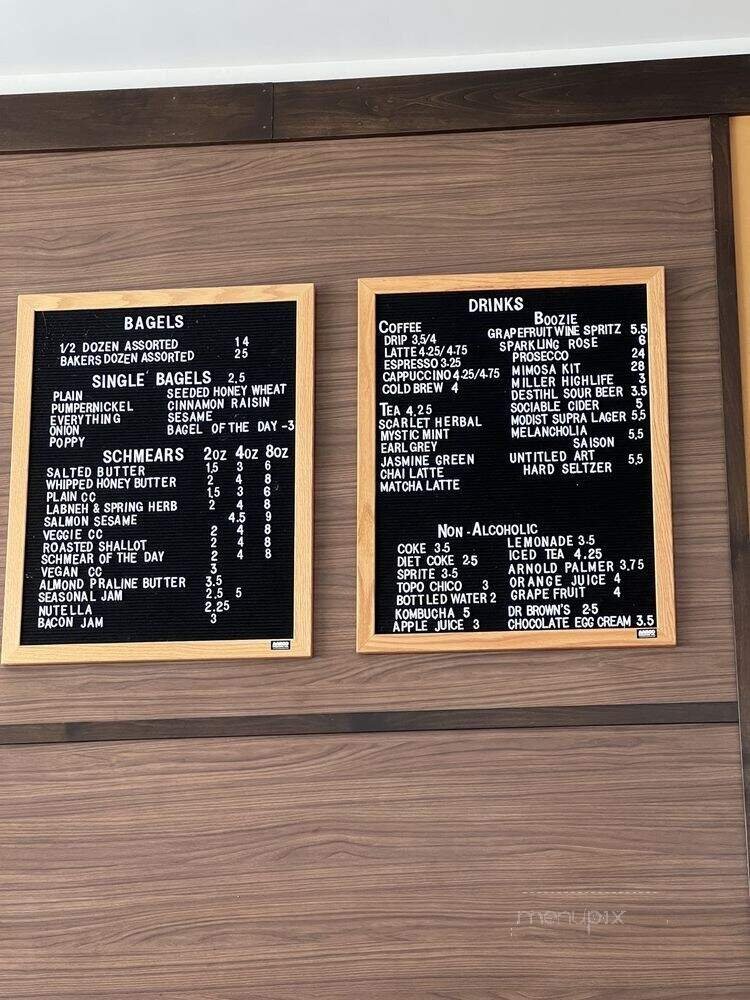 BAGELS
1/2 DOZEN ASSORTED 14
BAKERS DOZEN ASSORTED 25
SINGLE BAGELS 2.5
PLAIN SEEDED HONEY WHEAT
PUMPERNICKEL CINNAMON RAISIN
EVERYTHING SESAME
ONION BAGEL OF THE DAY -3
POPPY
SCHMEARS 2OZ 4OZ 8OZ
SALTED BUTTER 1.5 3 6
WHIPPED HONEY BUTTER 2 4 8
PLAIN CC 1.5 3 6
LABNEH & SPRING HERB 2 4 8
SALMON SESAME 4.5 9
VEGGIE CC 2 4 8
ROASTED SHALLOT 2 4 8
SCHMEAR OF THE DAY 2 4 8
VEGAN CC 3
ALMOND PRALINE BUTTER 3.5
SEASONAL JAM 2.5 5
NUTELLA 2.25
BACON JAM 3
DRINKS
COFFEE
DRIP 3.5/4
LATTE 4.25/4.75
ESPRESSO 3.25
CAPPUCCINO 4.25/4.75
COLD BREW 4
TEA 4.25
SCARLET HERBAL
MYSTIC MINT
EARL GREY
JASMINE GREEN
CHAI LATTE
MATCHA LATTE
BOOZIE
GRAPEFRUIT WINE SPRITZ 5.5
SPARKLING ROSE 6
PROSECCO 24
MIMOSA KIT 28
MILLER HIGHLIFE 3
DESTIHL SOUR BEER 3.5
SOCIABLE CIDER 5
MODIST SUPRA LAGER 5.5
MELANCHOLIA 5.5
SAISON
UNTITLED ART 5.5
HARD SELTZER
NON-ALCOHOLIC
COKE 3.5
DIET COKE 2.5
SPRITE 3.5
TOPO CHICO 3
BOTTLED WATER 2
KOMBUCHA 5
APPLE JUICE 3
LEMONADE 3.5
ICED TEA 4.25
ARNOLD PALMER 3.75
ORANGE JUICE 4
GRAPE FRUIT 4
DR BROWN'S 2.5
CHOCOLATE EGG CREAM 3.5
menupix